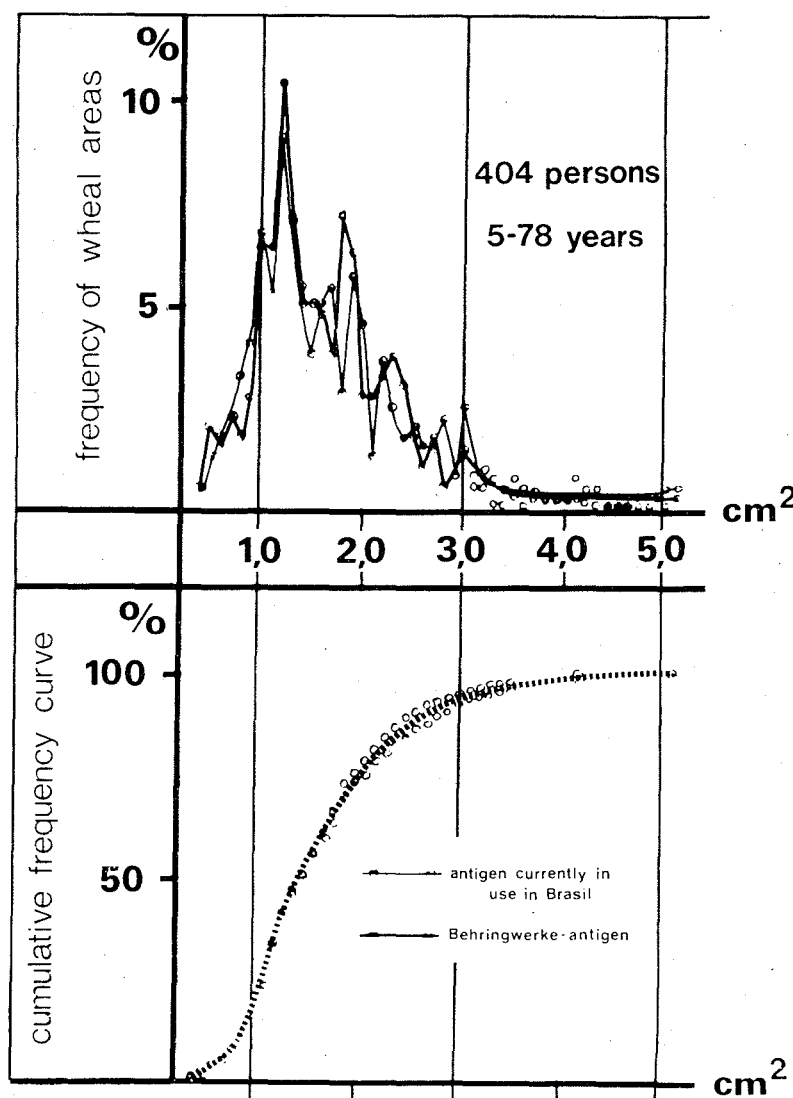 %
frequency of wheal areas
10
5
404 persons
5-78 years
cm²
1,0 2,0 3,0 4,0 5,0
%
cumulative frequency curve
100
50
antigen currently in
use in Brasil
Behringwerke-antigen
cm²